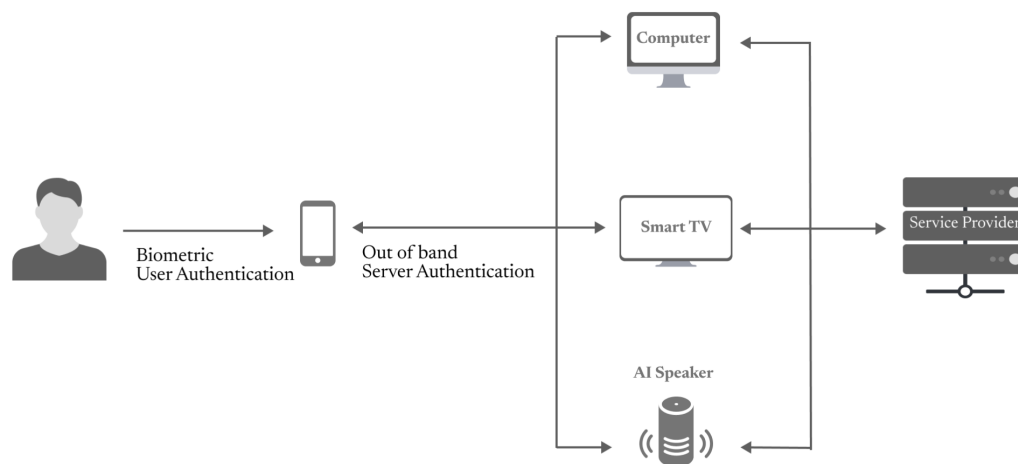 Computer
Biometric
User Authentication
Out of band
Server Authentication
Smart TV
Service Provider
AI Speaker